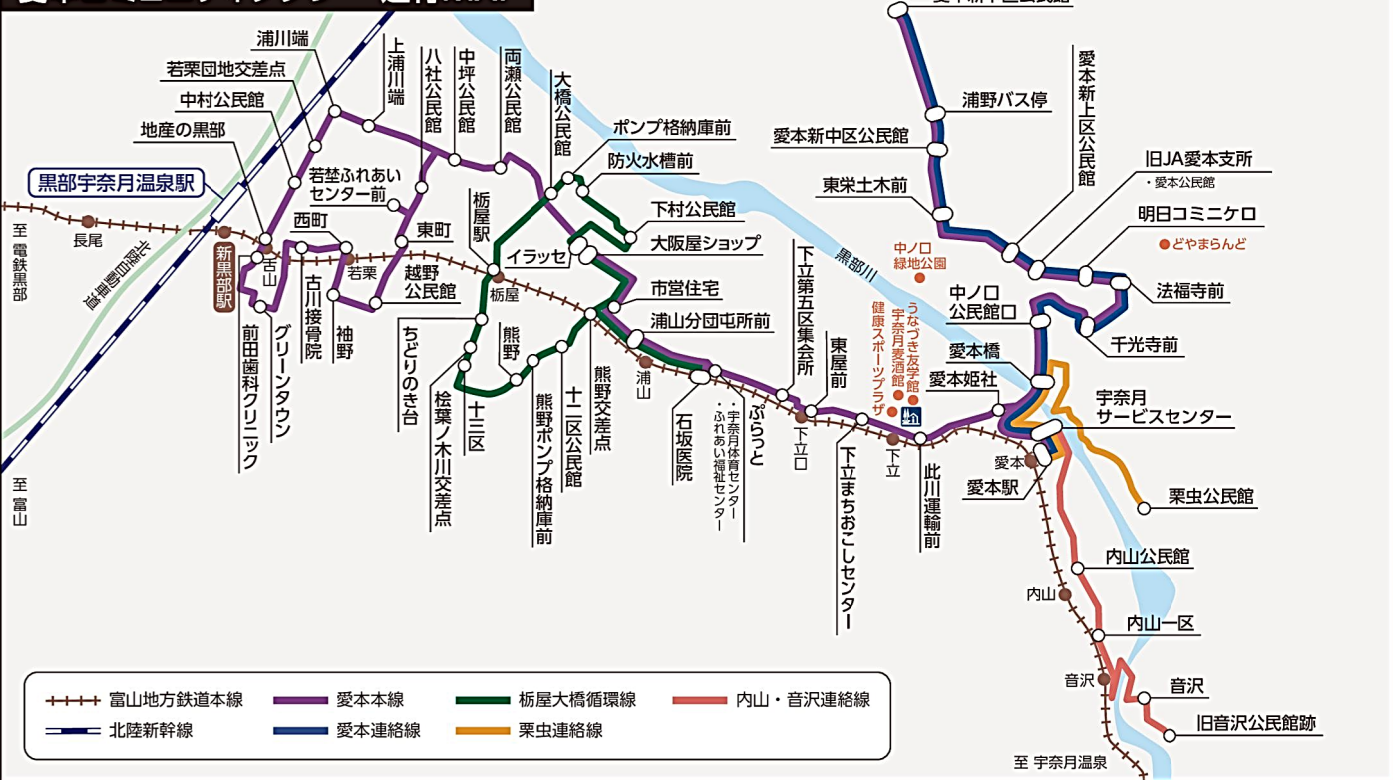 浦川端
若栗団地交差点
中村公民館
地産の黒部
黒部宇奈月温泉駅
上浦川端
八社公民館
中坪公民館
両瀬公民館
大橋公民館
ポンプ格納庫前
防火水槽前
下村公民館
大阪屋ショップ
イラッセ
若埜ふれあい
センター前
西町
東町
栃屋駅
越野
公民館
至 電鉄黒部
長尾
北陸自動車道
新黒部駅
舌山
若栗
栃屋
古川接骨院
袖野
グリーンタウン
前田歯科クリニック
至 富山
ちどりのき台
桧葉ノ木川交差点
十三区
熊野
熊野ポンプ格納庫前
十二区公民館
熊野交差点
市営住宅
浦山分団屯所前
浦山
石坂医院
ぷらっと
・宇奈月体育センター
・ふれあい福祉センター
下立第五区集会所
東屋前
下立口
下立まちおこしセンター
下立
此川運輸前
浦野バス停
愛本新中区公民館
東栄土木前
愛本新上区公民館
旧JA愛本支所
・愛本公民館
明日コミニケロ
どやまらんど
法福寺前
千光寺前
黒部川
中ノ口
緑地公園
中ノ口
公民館口
うなづき友学館
宇奈月麦酒館
健康スポーツプラザ
愛本橋
愛本姫社
宇奈月
サービスセンター
愛本
愛本駅
栗虫公民館
内山公民館
内山
内山一区
音沢
音沢
旧音沢公民館跡
至 宇奈月温泉
富山地方鉄道本線
愛本本線
栃屋大橋循環線
内山・音沢連絡線
北陸新幹線
愛本連絡線
栗虫連絡線